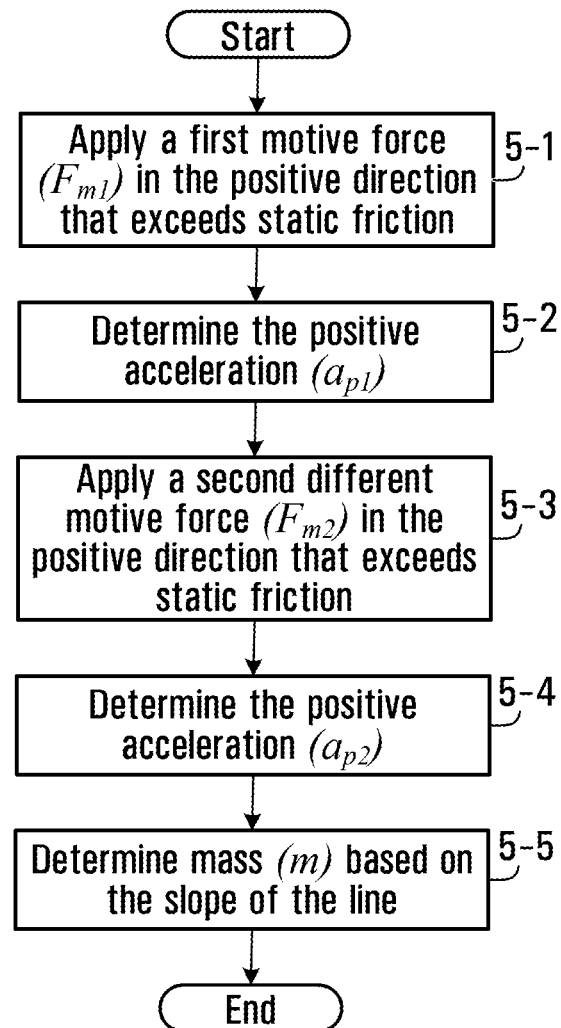 Start
Apply a first motive force
(Fm1) in the positive direction
that exceeds static friction
5-1
Determine the positive
acceleration (ap1)
5-2
Apply a second different
motive force (Fm2) in the
positive direction that exceeds
static friction
5-3
Determine the positive
acceleration (ap2)
5-4
Determine mass (m) based on
the slope of the line
5-5
End